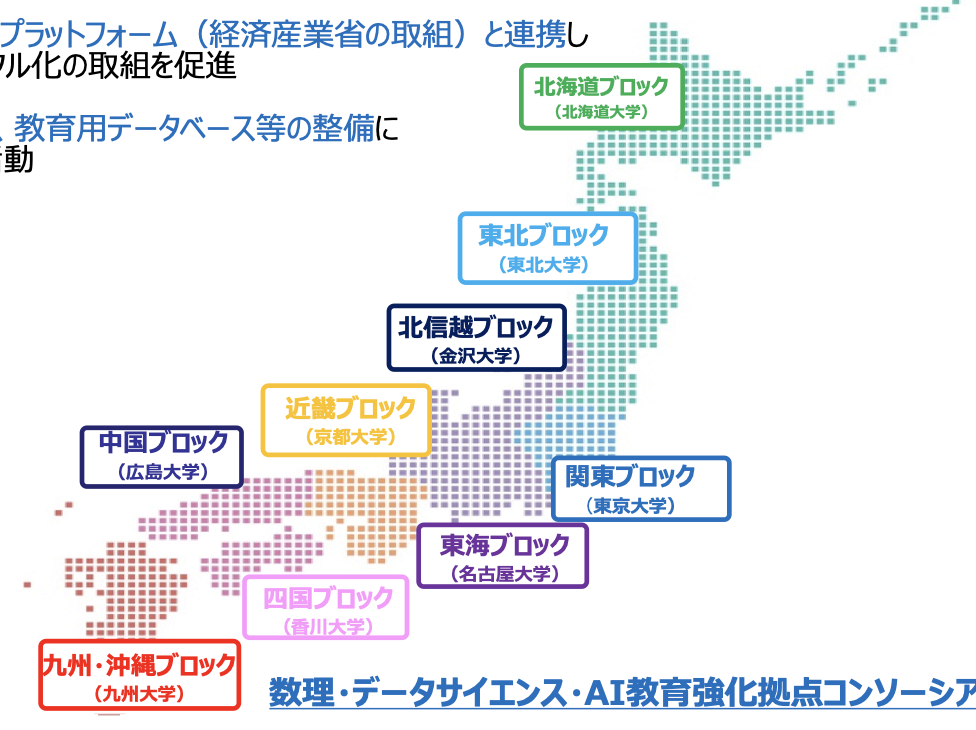 プラットフォーム（経済産業省の取組）と連携し
ル化の取組を促進
、教育用データベース等の整備に
動
北海道ブロック
（北海道大学）
東北ブロック
（東北大学）
北信越ブロック
（金沢大学）
近畿ブロック
（京都大学）
中国ブロック
（広島大学）
関東ブロック
（東京大学）
東海ブロック
（名古屋大学）
四国ブロック
（香川大学）
九州・沖縄ブロック
（九州大学）
数理・データサイエンス・AI教育強化拠点コンソーシア